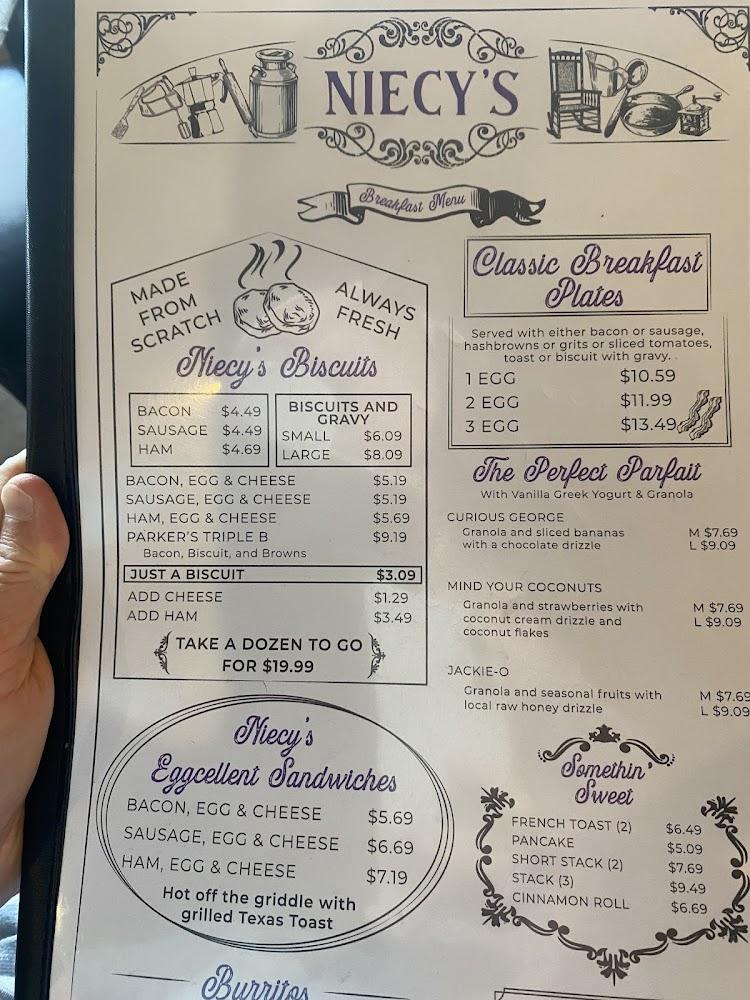 NIECY'S
Breakfast Menu
MADE
FROM
SCRATCH
ALWAYS
FRESH
Niecy's Biscuits
BACON $4.49
SAUSAGE $4.49
HAM $4.69
BISCUITS AND
GRAVY
SMALL $6.09
LARGE $8.09
BACON, EGG & CHEESE $5.19
SAUSAGE, EGG & CHEESE $5.19
HAM, EGG & CHEESE $5.69
PARKER'S TRIPLE B $9.19
Bacon, Biscuit, and Browns
JUST A BISCUIT $3.09
ADD CHEESE $1.29
ADD HAM $3.49
TAKE A DOZEN TO GO
FOR $19.99
Niecy's
Eggcellent Sandwiches
BACON, EGG & CHEESE $5.69
SAUSAGE, EGG & CHEESE $6.69
HAM, EGG & CHEESE $7.19
Hot off the griddle with
grilled Texas Toast
Burritos
Classic Breakfast
Plates
Served with either bacon or sausage,
hashbrowns or grits or sliced tomatoes,
toast or biscuit with gravy.
1 EGG $10.59
2 EGG $11.99
3 EGG $13.49
The Perfect Parfait
With Vanilla Greek Yogurt & Granola
CURIOUS GEORGE
Granola and sliced bananas M $7.69
with a chocolate drizzle L $9.09
MIND YOUR COCONUTS
Granola and strawberries with M $7.69
coconut cream drizzle and L $9.09
coconut flakes
JACKIE-O
Granola and seasonal fruits with M $7.69
local raw honey drizzle L $9.09
Somethin'
Sweet
FRENCH TOAST (2) $6.49
PANCAKE $5.09
SHORT STACK (2) $7.69
STACK (3) $9.49
CINNAMON ROLL $6.69